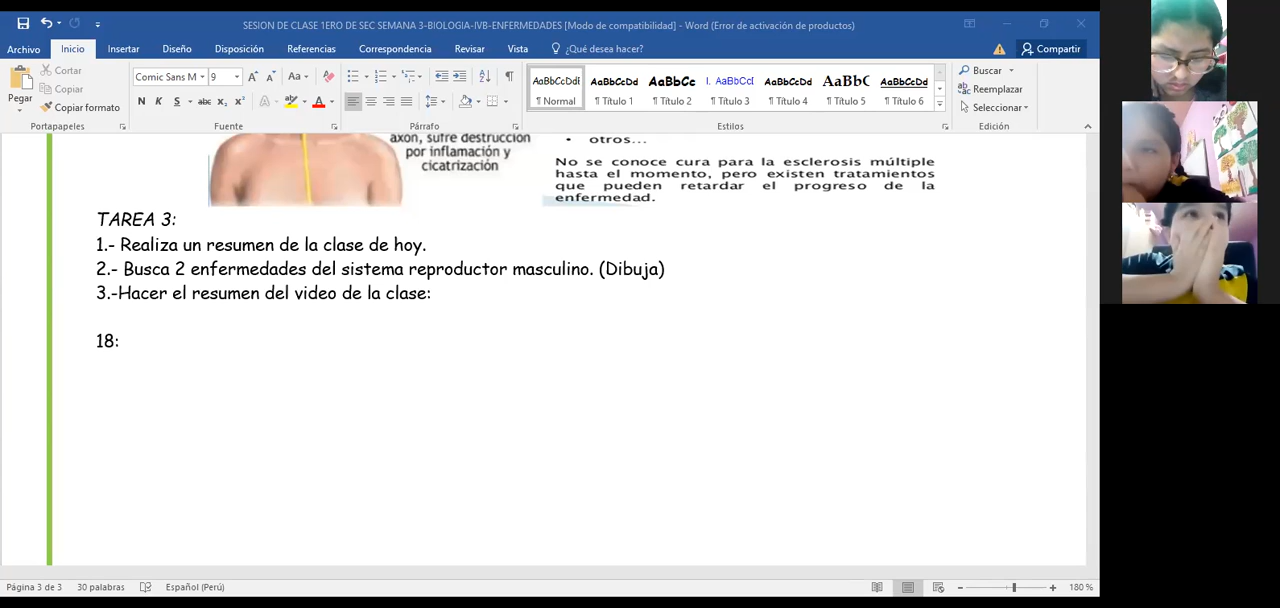 SESION DE CLASE 1ERO DE SEC SEMANA 3-BIOLOGIA-IVB-ENFERMEDADES [Modo de compatibilidad] - Word (Error de activación de productos)
Archivo Inicio Insertar Diseño Disposición Referencias Correspondencia Revisar Vista ¿Qué desea hacer? Compartir
Pegar
Cortar
Copiar
Copiar formato
Portapapeles
Comic Sans M 9
N K S abc x₂ x²
Fuente
Párrafo
AaBbCcDdE AaBbCcDd AaBbCc I. AaBbCcD AaBbCcDd AaBbC AaBbCcDd
¶ Normal ¶ Título 1 ¶ Título 2 ¶ Título 3 ¶ Título 4 ¶ Título 5 ¶ Título 6
Estilos
Buscar
Reemplazar
Seleccionar
Edición
axón, sufre destrucción
por inflamación y
cicatrización
• otros...
No se conoce cura para la esclerosis múltiple
hasta el momento, pero existen tratamientos
que pueden retardar el progreso de la
enfermedad.
TAREA 3:
1.- Realiza un resumen de la clase de hoy.
2.- Busca 2 enfermedades del sistema reproductor masculino. (Dibuja)
3.-Hacer el resumen del video de la clase:
18:
Página 3 de 3 30 palabras Español (Perú) 180 %